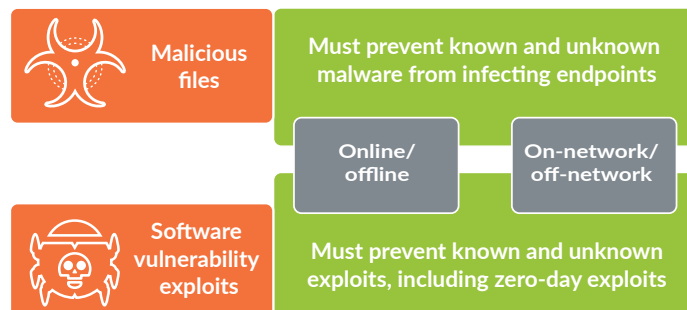 Malicious
files
Must prevent known and unknown
malware from infecting endpoints
Online/
offline
On-network/
off-network
Software
vulnerability
exploits
Must prevent known and unknown
exploits, including zero-day exploits